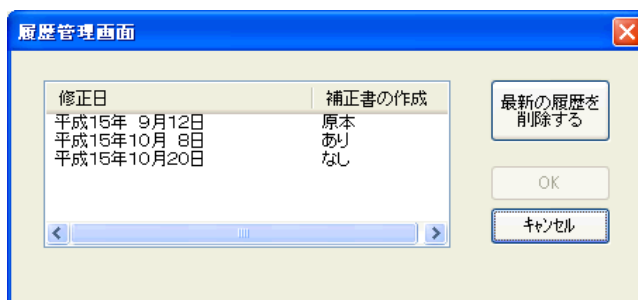 履歴管理画面
修正日 補正書の作成
平成15年 9月12日 原本
平成15年10月 8日 あり
平成15年10月20日 なし
最新の履歴を
削除する
OK
ｷｬﾝｾﾙ